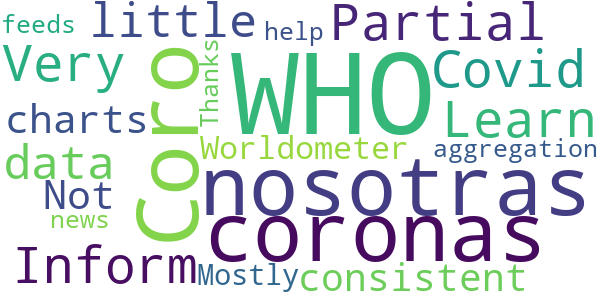 feeds
little
help
Partial
Very
Coro
Thanks
WHO
Covid
charts
Learn
data
Worldometer
aggregation
Not
nosotras
news
coronas
Inform
Mostly
consistent